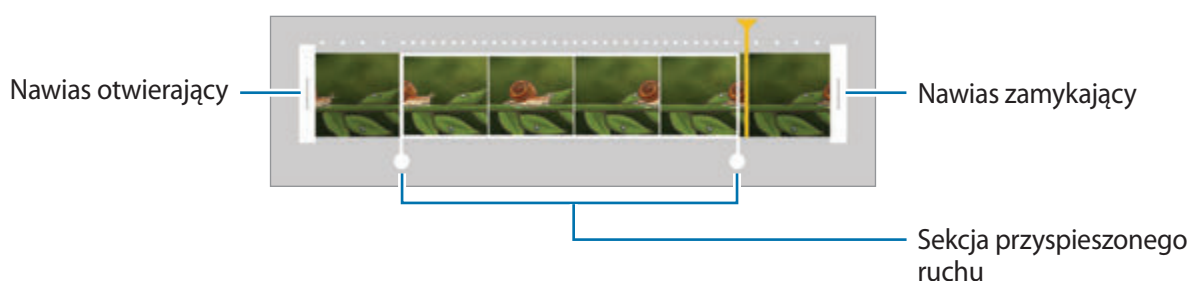 Nawias otwierający
Nawias zamykający
Sekcja przyspieszonego
ruchu